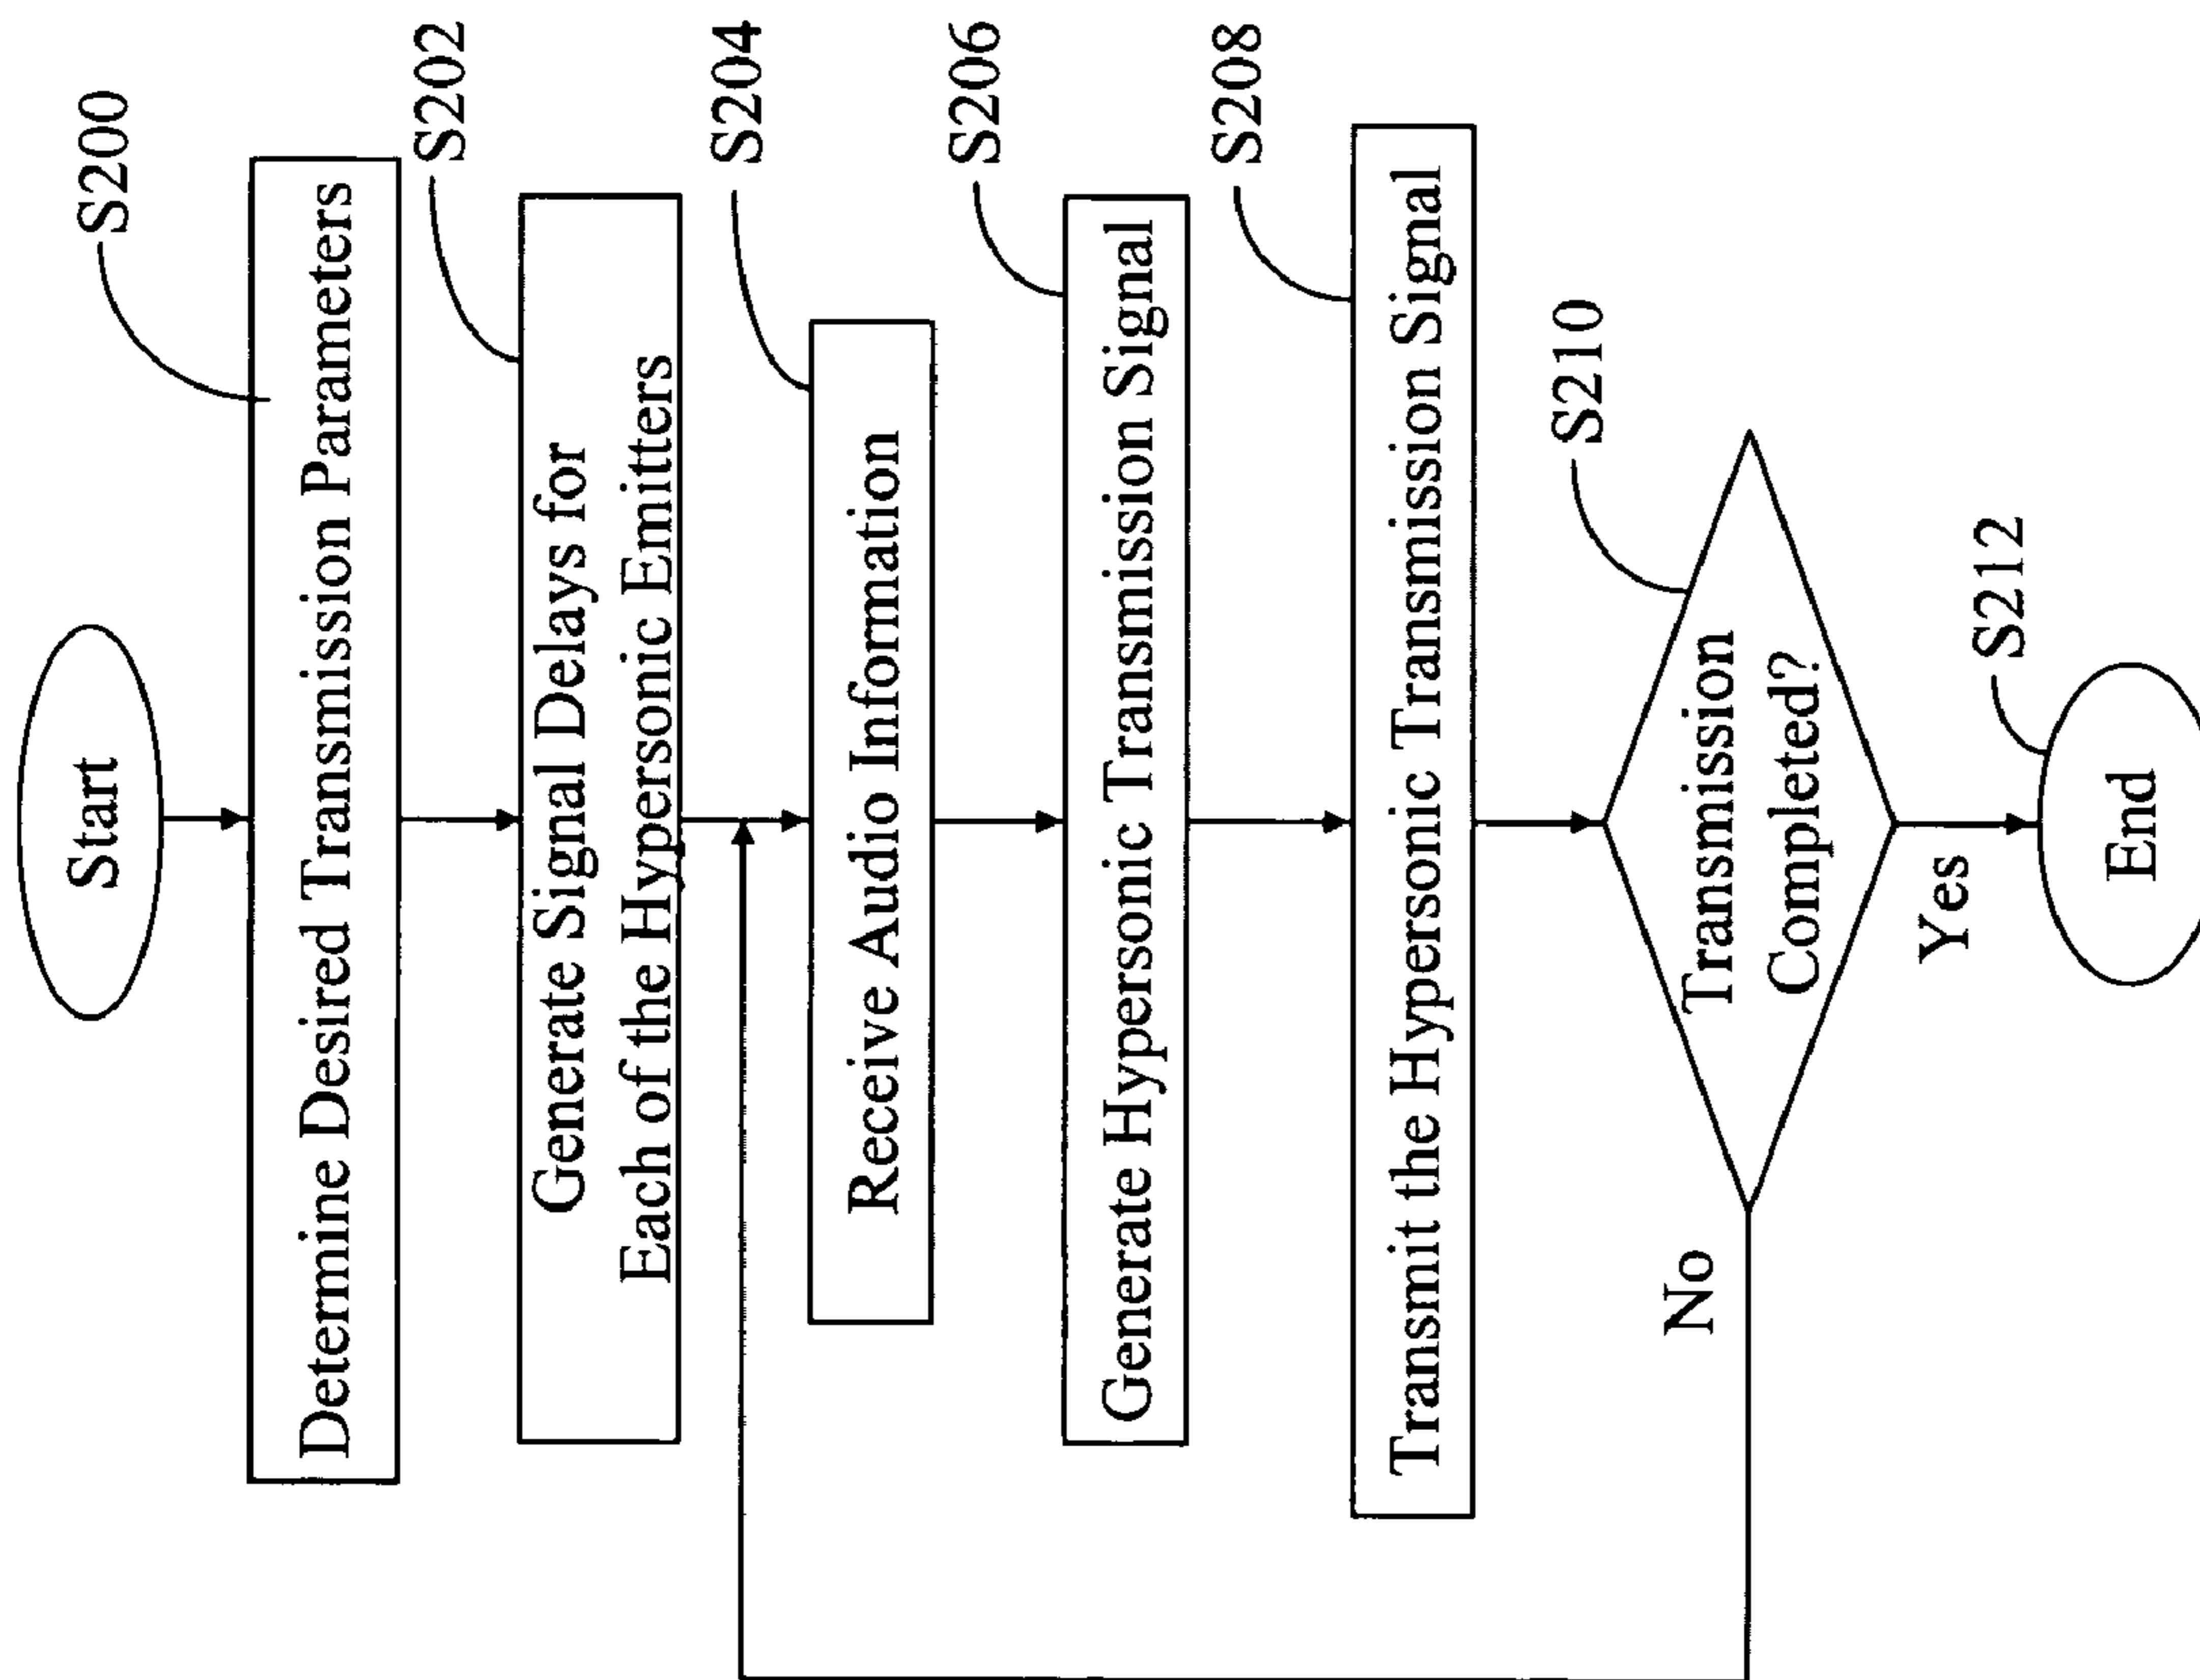 Start
S200
Determine Desired Transmission Parameters
S202
Generate Signal Delays for
Each of the Hypersonic Emitters
S204
Receive Audio Information
S206
Generate Hypersonic Transmission Signal
S208
Transmit the Hypersonic Transmission Signal
S210
Transmission
Completed?
No
Yes
S212
End